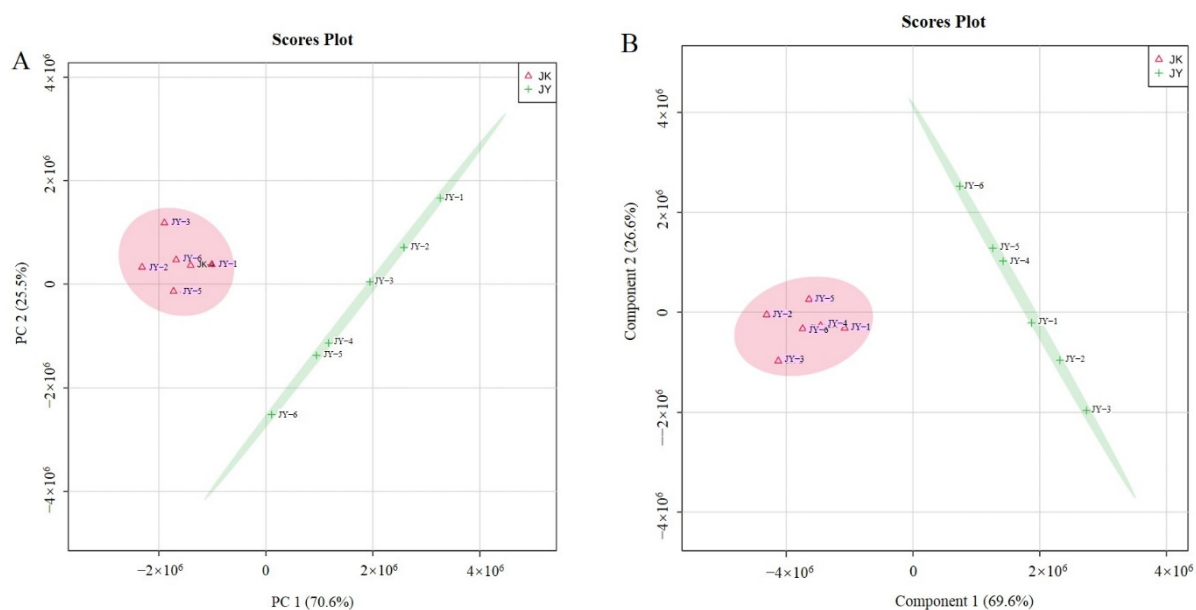 A
Scores Plot
JK
JY
4×10⁶
2×10⁶
0
−2×10⁶
−4×10⁶
PC 2 (25.5%)
JY−3
JY−6
JY−2
JK
JY−1
JY−5
JY−1
JY−2
JY−3
JY−4
JY−5
JY−6
−2×10⁶
0
2×10⁶
4×10⁶
PC 1 (70.6%)
B
Scores Plot
JK
JY
4×10⁶
2×10⁶
0
−−2×10⁶
−4×10⁶
Component 2 (26.6%)
JY−6
JY−5
JY−4
JY−5
JY−2
JY−4
JY−6
JY−1
JY−3
JY−1
JY−2
JY−3
−4×10⁶
0
2×10⁶
4×10⁶
Component 1 (69.6%)